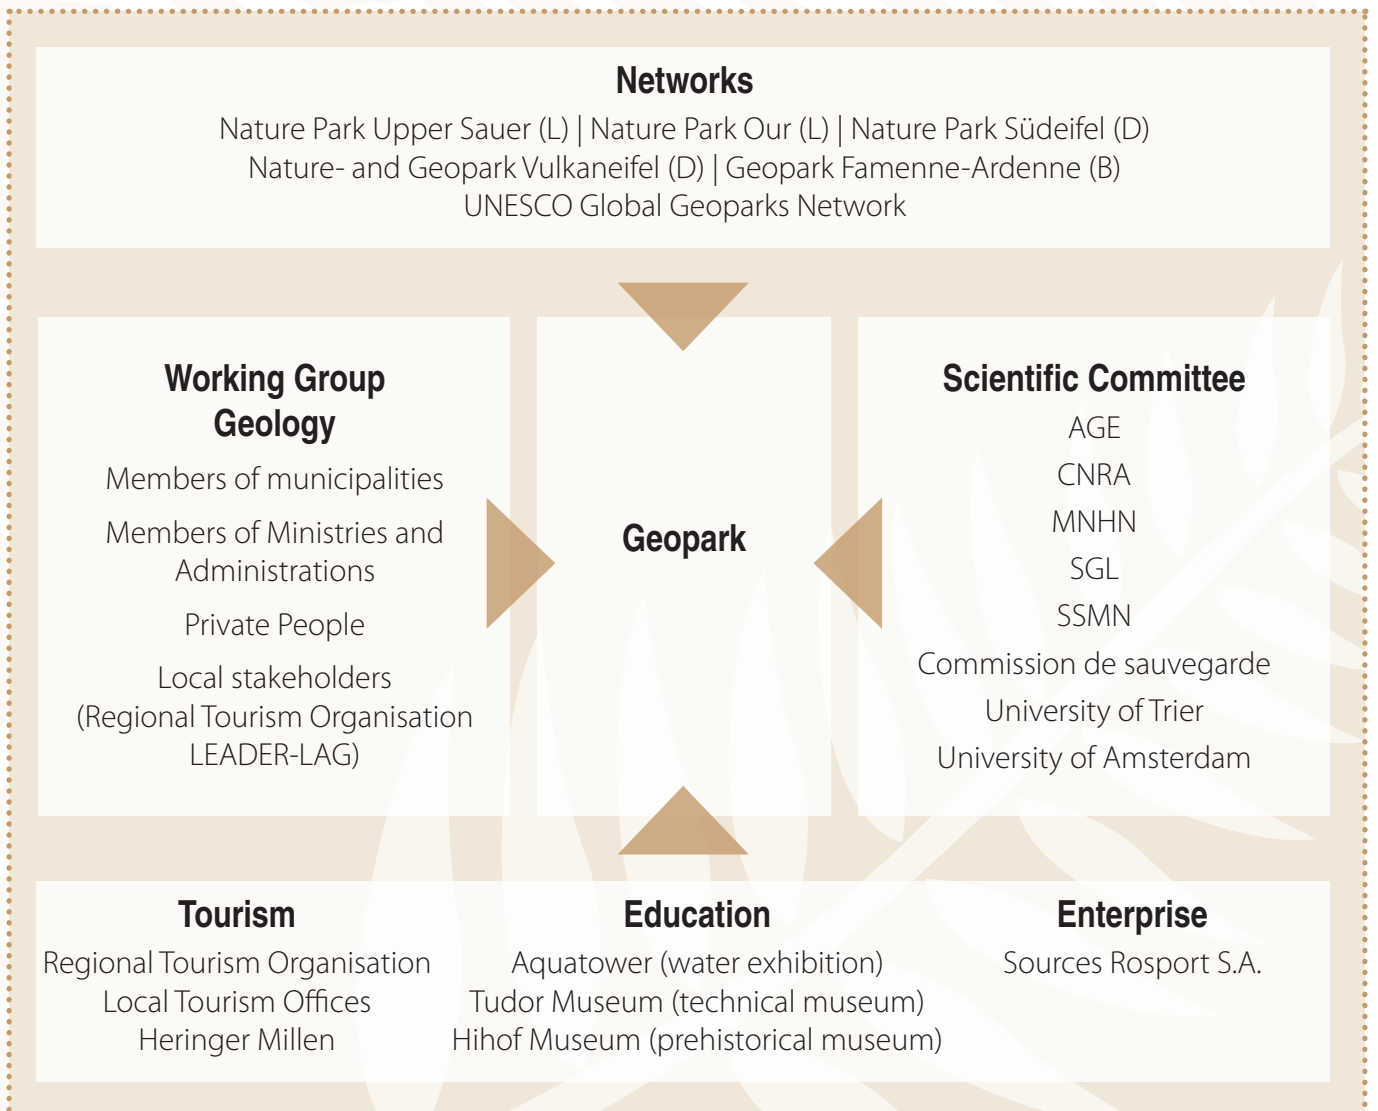 Networks
Nature Park Upper Sauer (L) | Nature Park Our (L) | Nature Park Südeifel (D)
Nature- and Geopark Vulkaneifel (D) | Geopark Famenne-Ardenne (B)
UNESCO Global Geoparks Network
Working Group
Geology
Members of municipalities
Members of Ministries and
Administrations
Private People
Local stakeholders
(Regional Tourism Organisation
LEADER-LAG)
Geopark
Scientific Committee
AGE
CNRA
MNHN
SGL
SSMN
Commission de sauvegarde
University of Trier
University of Amsterdam
Tourism
Regional Tourism Organisation
Local Tourism Offices
Heringer Millen
Education
Aquatower (water exhibition)
Tudor Museum (technical museum)
Hihof Museum (prehistorical museum)
Enterprise
Sources Rosport S.A.